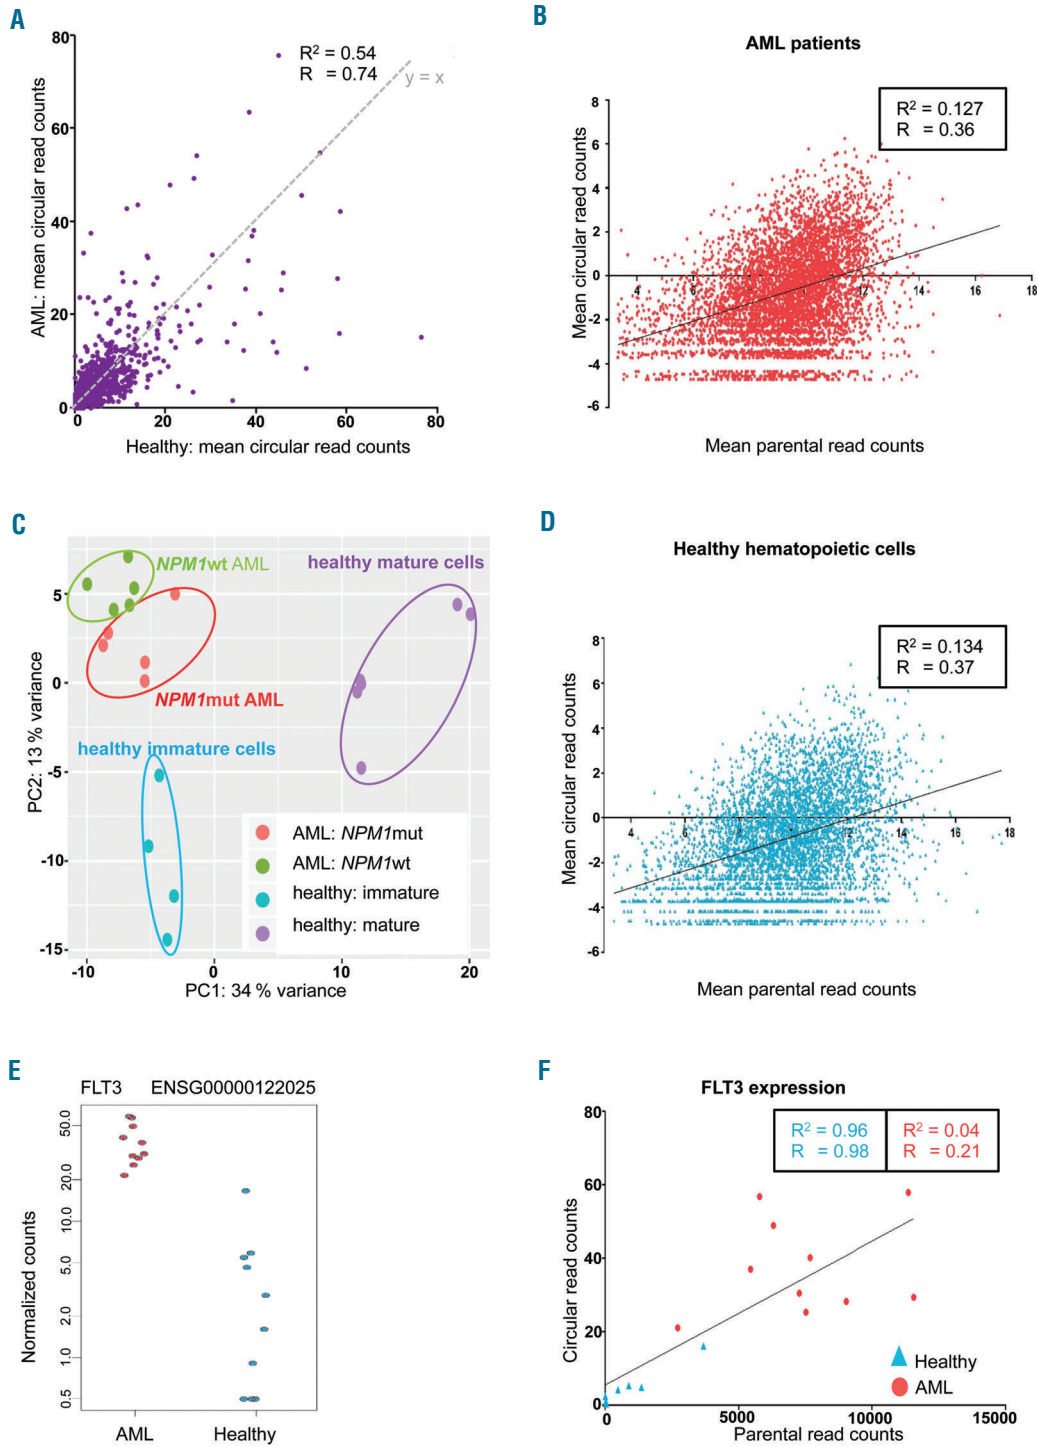 A
80
60
40
20
0
0
20
40
60
80
R² = 0.54
R = 0.74
y = x
AML: mean circular read counts
Healthy: mean circular read counts
B
AML patients
R² = 0.127
R = 0.36
8
6
4
2
0
-2
-4
-6
4
6
12
14
16
18
Mean circular raed counts
Mean parental read counts
C
NPM1wt AML
healthy mature cells
NPM1mut AML
healthy immature cells
AML: NPM1mut
AML: NPM1wt
healthy: immature
healthy: mature
5
0
-5
-10
-15
-10
0
10
20
PC2: 13 % variance
PC1: 34 % variance
D
Healthy hematopoietic cells
R² = 0.134
R = 0.37
8
6
4
2
0
-2
-4
-6
4
6
8
10
12
14
16
18
Mean circular read counts
Mean parental read counts
E
FLT3 ENSG00000122025
50.0
20.0
10.0
5.0
2.0
1.0
0.5
Normalized counts
AML
Healthy
F
FLT3 expression
R² = 0.96
R = 0.98
R² = 0.04
R = 0.21
80
60
40
20
0
0
5000
10000
15000
Healthy
AML
Circular read counts
Parental read counts